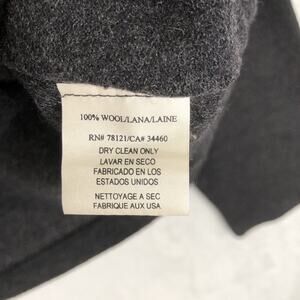 100% WOOL/LANA/LAINE
RN# 78121/CA# 34460
DRY CLEAN ONLY
LAVAR EN SECO
FABRICADO EN LOS
ESTADOS UNIDOS
NETTOYAGE A SEC
FABRIQUE AUX USA